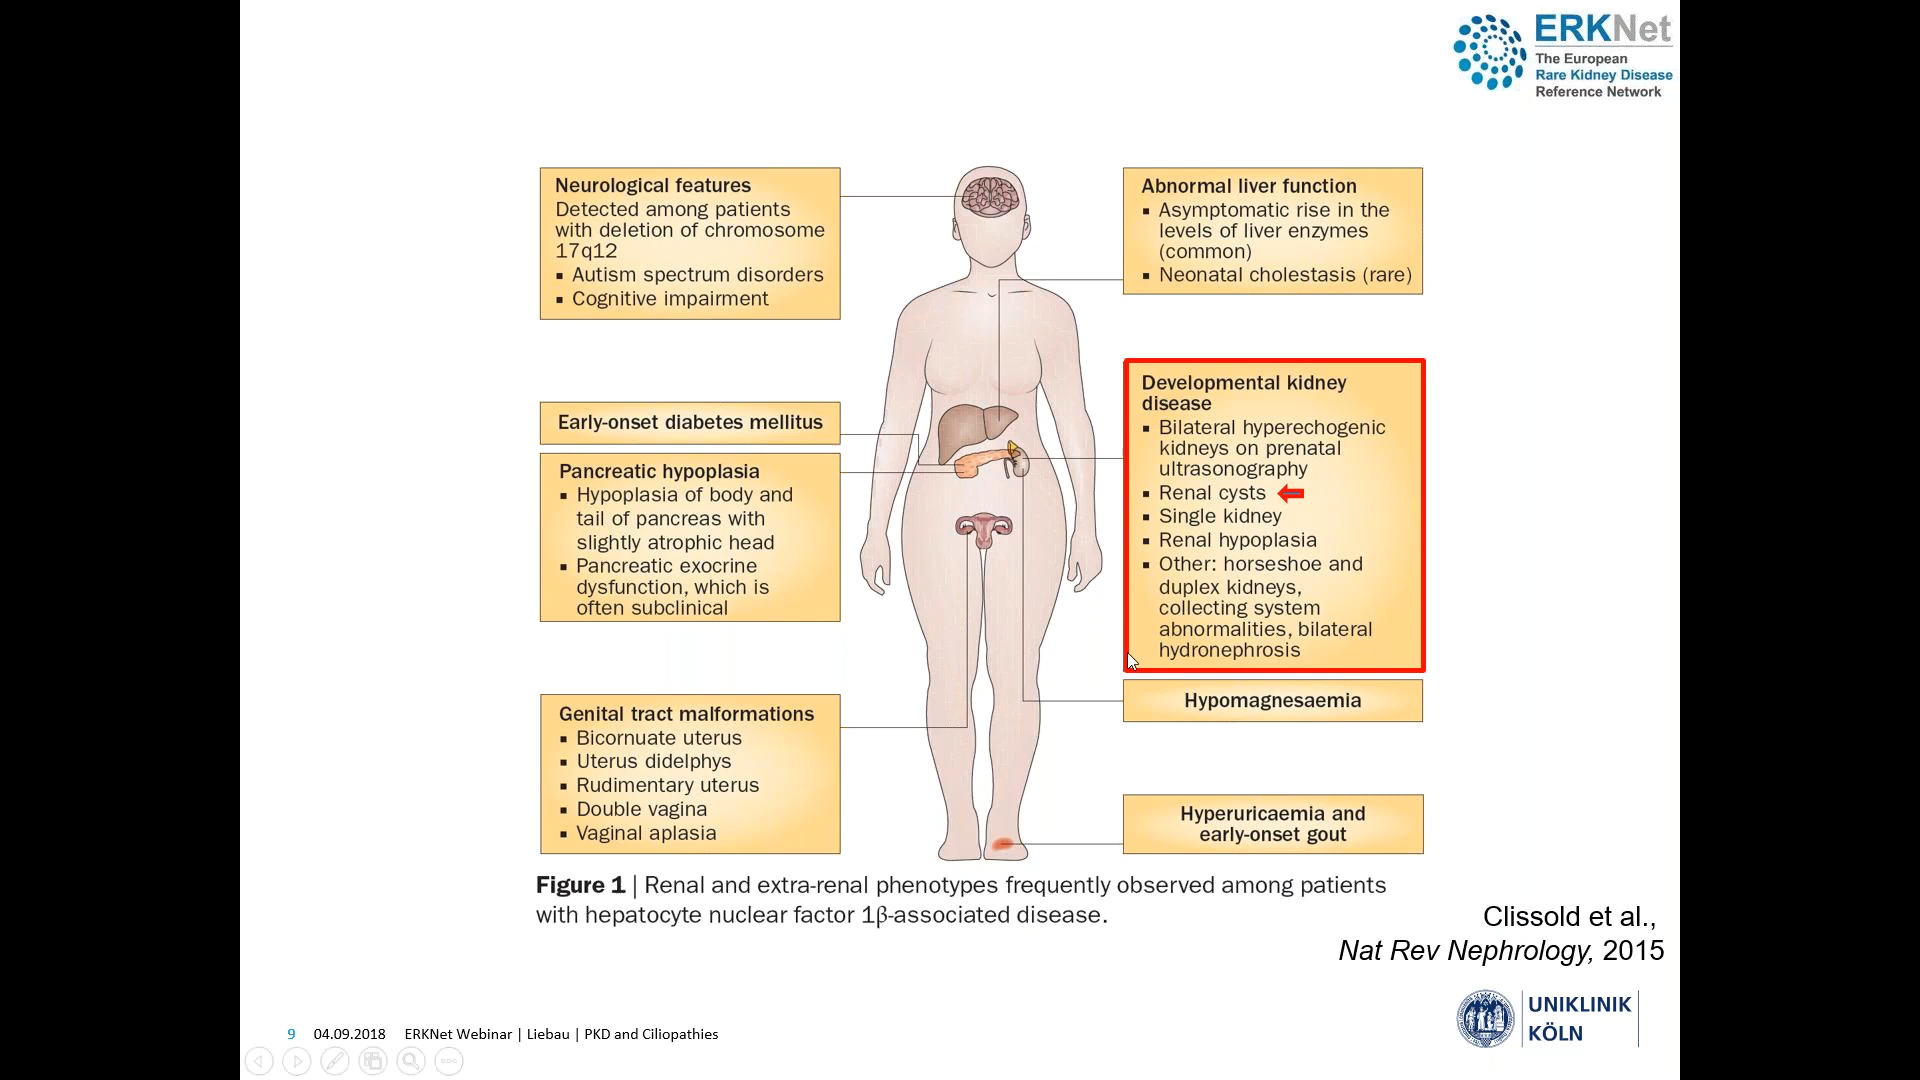 ERKNet
The European
Rare Kidney Disease
Reference Network
Neurological features
Detected among patients
with deletion of chromosome
17q12
▪ Autism spectrum disorders
▪ Cognitive impairment
Early-onset diabetes mellitus
Pancreatic hypoplasia
▪ Hypoplasia of body and
tail of pancreas with
slightly atrophic head
▪ Pancreatic exocrine
dysfunction, which is
often subclinical
Genital tract malformations
▪ Bicornuate uterus
▪ Uterus didelphys
▪ Rudimentary uterus
▪ Double vagina
▪ Vaginal aplasia
Abnormal liver function
▪ Asymptomatic rise in the
levels of liver enzymes
(common)
▪ Neonatal cholestasis (rare)
Developmental kidney
disease
▪ Bilateral hyperechogenic
kidneys on prenatal
ultrasonography
▪ Renal cysts
▪ Single kidney
▪ Renal hypoplasia
▪ Other: horseshoe and
duplex kidneys,
collecting system
abnormalities, bilateral
hydronephrosis
Hypomagnesaemia
Hyperuricaemia and
early-onset gout
Figure 1 | Renal and extra-renal phenotypes frequently observed among patients
with hepatocyte nuclear factor 1β-associated disease.
Clissold et al.,
Nat Rev Nephrology, 2015
UNIKLINIK
KÖLN
9 04.09.2018 ERKNet Webinar | Liebau | PKD and Ciliopathies